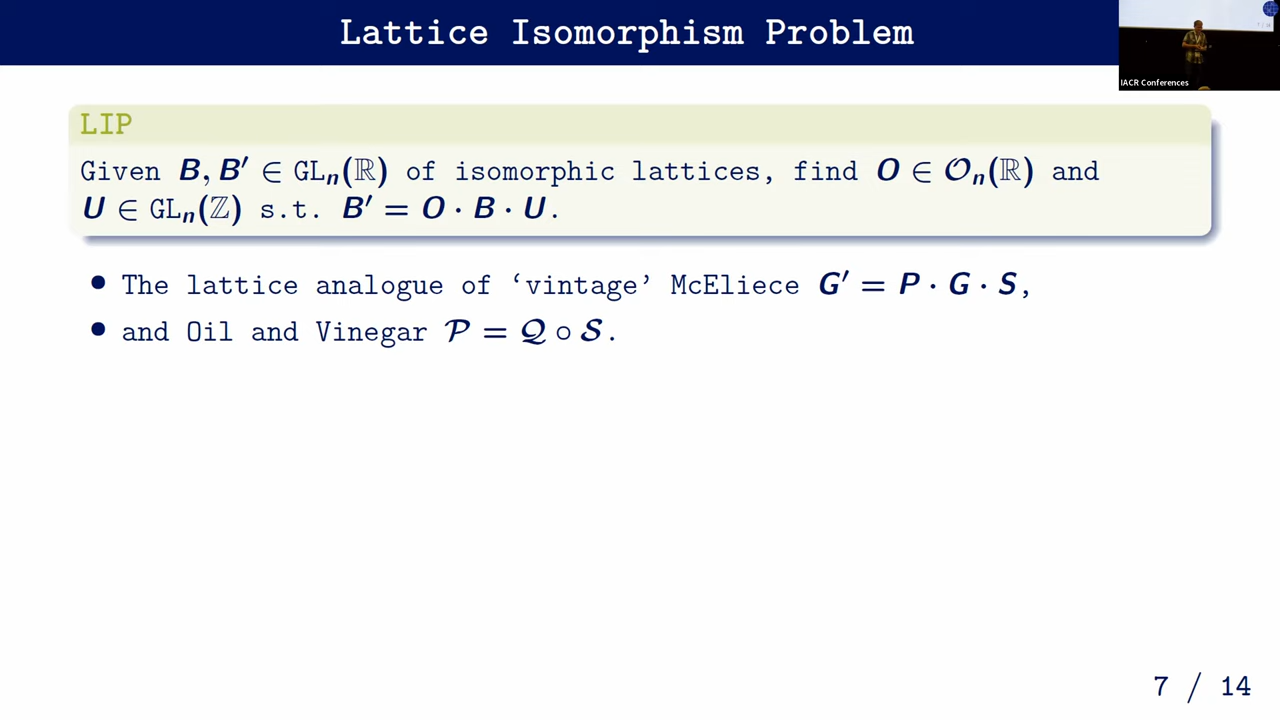 Lattice Isomorphism Problem
IACR Conferences
LIP
Given B, B′ ∈ GLₙ(ℝ) of isomorphic lattices, find O ∈ 𝒪ₙ(ℝ) and
U ∈ GLₙ(ℤ) s.t. B′ = O · B · U.
• The lattice analogue of ‘vintage’ McEliece G′ = P · G · S,
• and Oil and Vinegar 𝒫 = 𝒬 ∘ 𝒮.
7 / 14